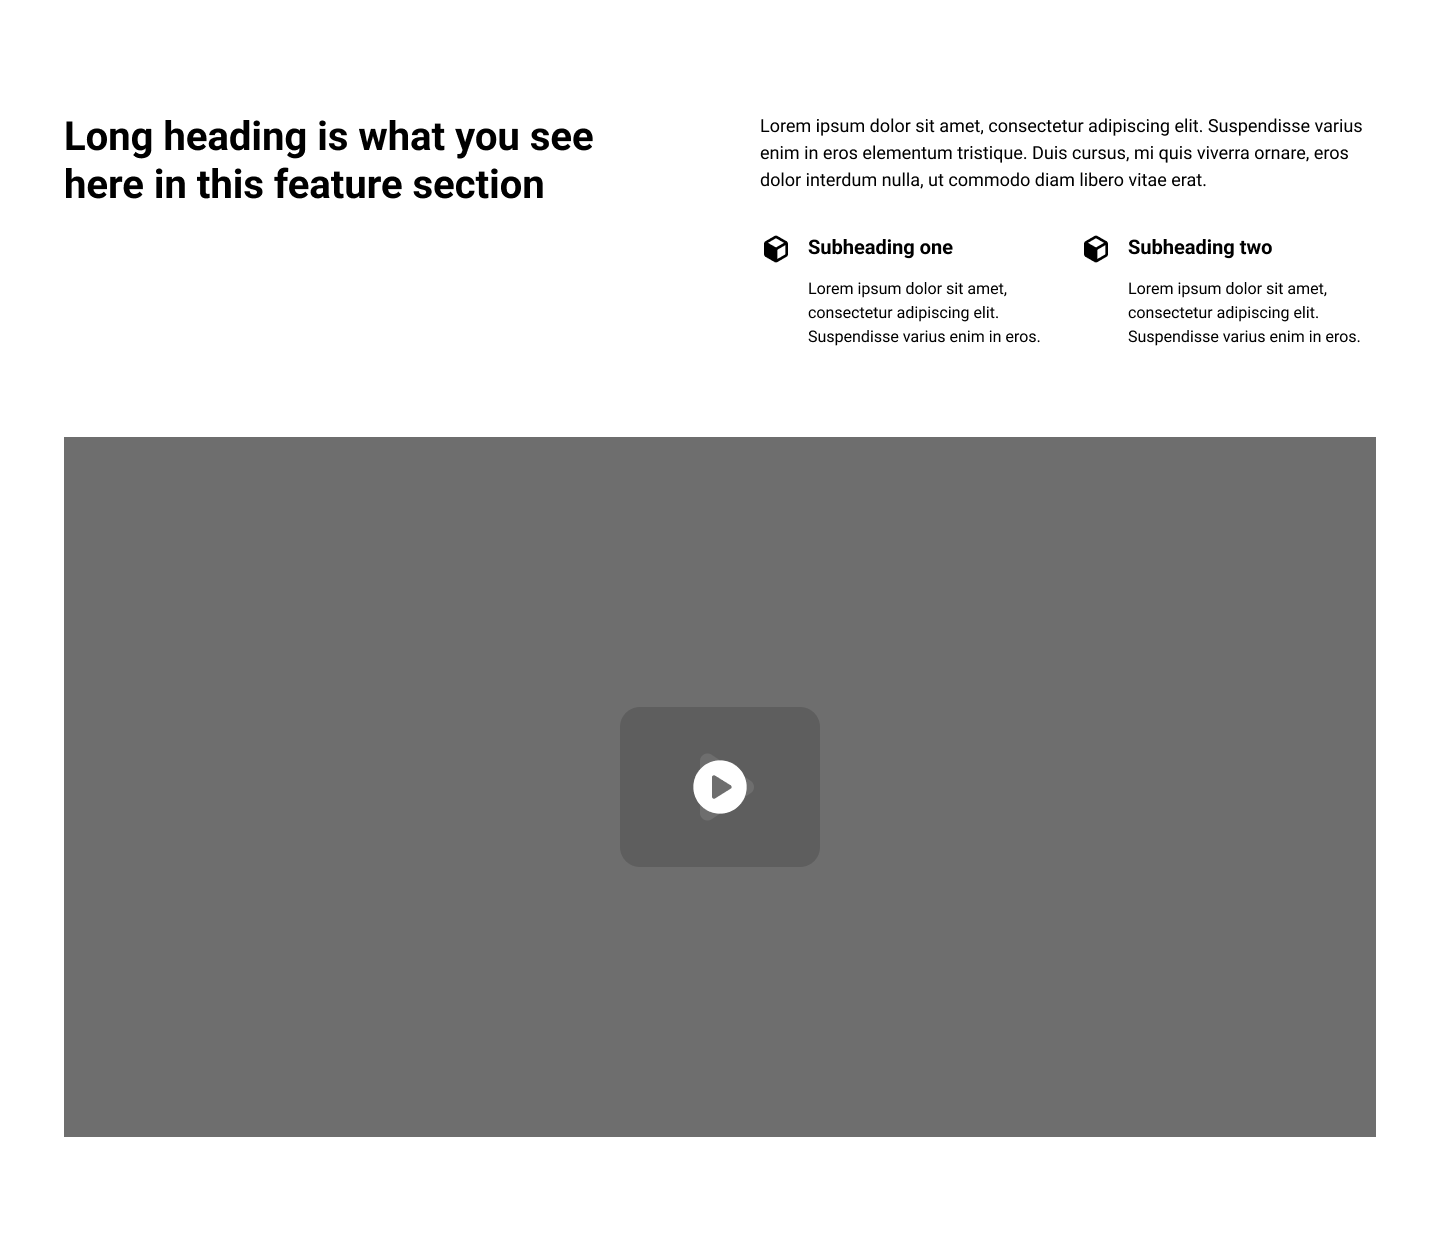 Long heading is what you see
here in this feature section
Lorem ipsum dolor sit amet, consectetur adipiscing elit. Suspendisse varius
enim in eros elementum tristique. Duis cursus, mi quis viverra ornare, eros
dolor interdum nulla, ut commodo diam libero vitae erat.
Subheading one
Lorem ipsum dolor sit amet,
consectetur adipiscing elit.
Suspendisse varius enim in eros.
Subheading two
Lorem ipsum dolor sit amet,
consectetur adipiscing elit.
Suspendisse varius enim in eros.